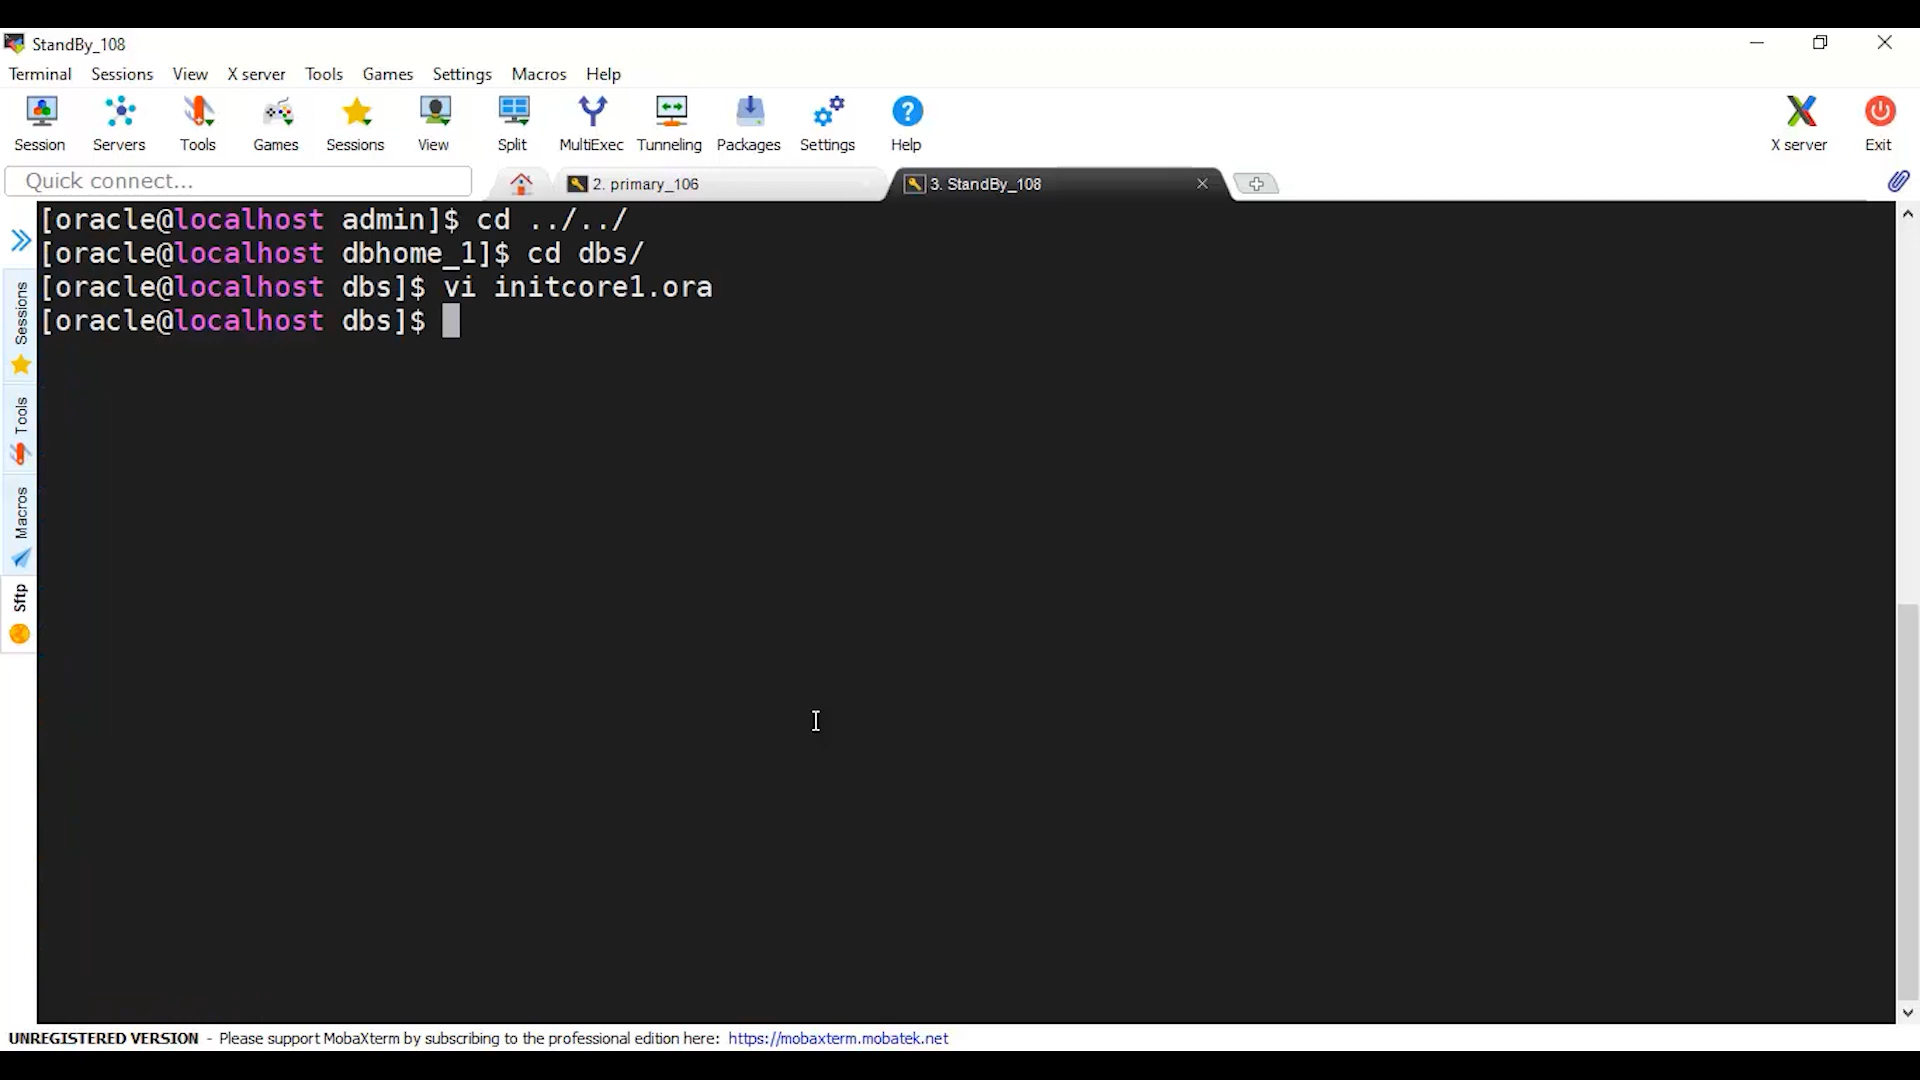 StandBy_108
Terminal Sessions View X server Tools Games Settings Macros Help
Session Servers Tools Games Sessions View Split MultiExec Tunneling Packages Settings Help X server Exit
Quick connect... 2. primary_106 3. StandBy_108
[oracle@localhost admin]$ cd ../../
[oracle@localhost dbhome_1]$ cd dbs/
[oracle@localhost dbs]$ vi initcore1.ora
[oracle@localhost dbs]$
Sessions
Tools
Macros
Sftp
UNREGISTERED VERSION - Please support MobaXterm by subscribing to the professional edition here: https://mobaxterm.mobatek.net